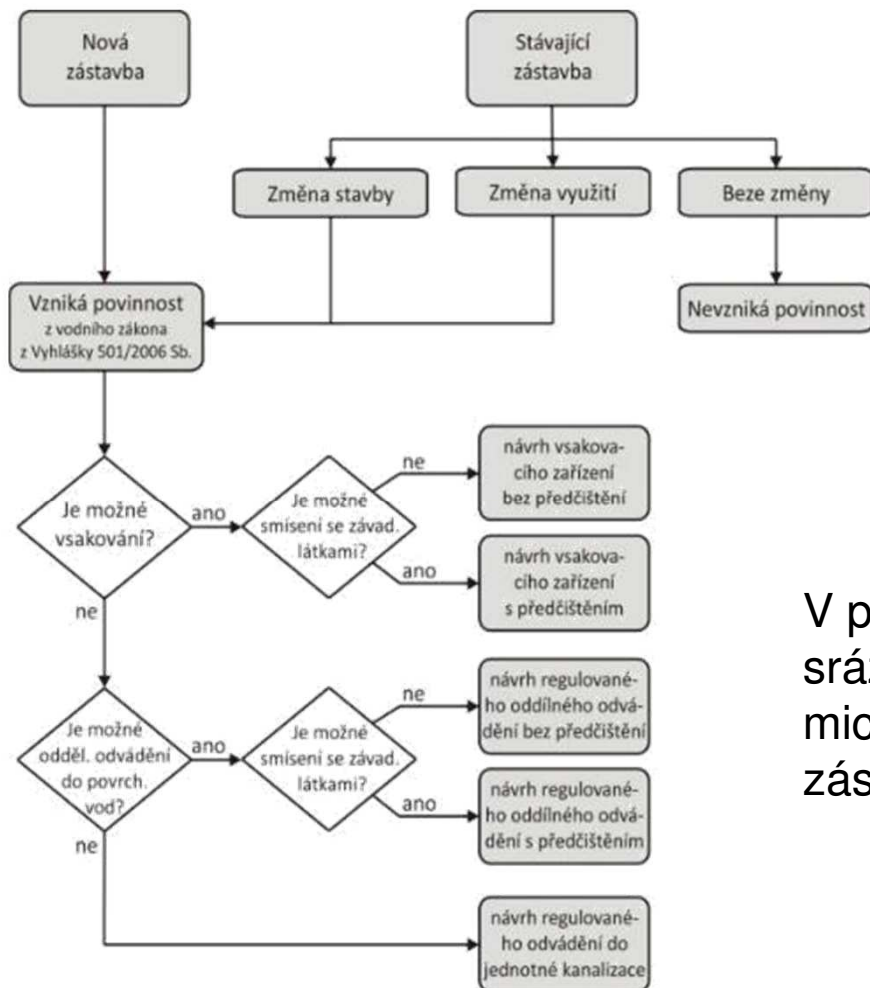 Nová
zástavba
Stávající
zástavba
Změna stavby
Změna využití
Beze změny
Vzniká povinnost
z vodního zákona
z Vyhlášky 501/2006 Sb.
Nevzniká povinnost
Je možné
vsakování?
ano
ne
Je možné
smísení se závad.
látkami?
ne
ano
návrh vsakova-
cího zařízení
bez předčištění
návrh vsakova-
cího zařízení
s předčištěním
Je možné
odděl. odvádění
do povrch.
vod?
ano
ne
Je možné
smísení se závad.
látkami?
ne
ano
návrh regulované-
ho oddílného odvá-
dění bez předčištění
návrh regulované-
ho oddílného odvá-
dění s předčištěním
návrh regulované-
ho odvádění do
jednotné kanalizace
V p
sráz
mic
zás